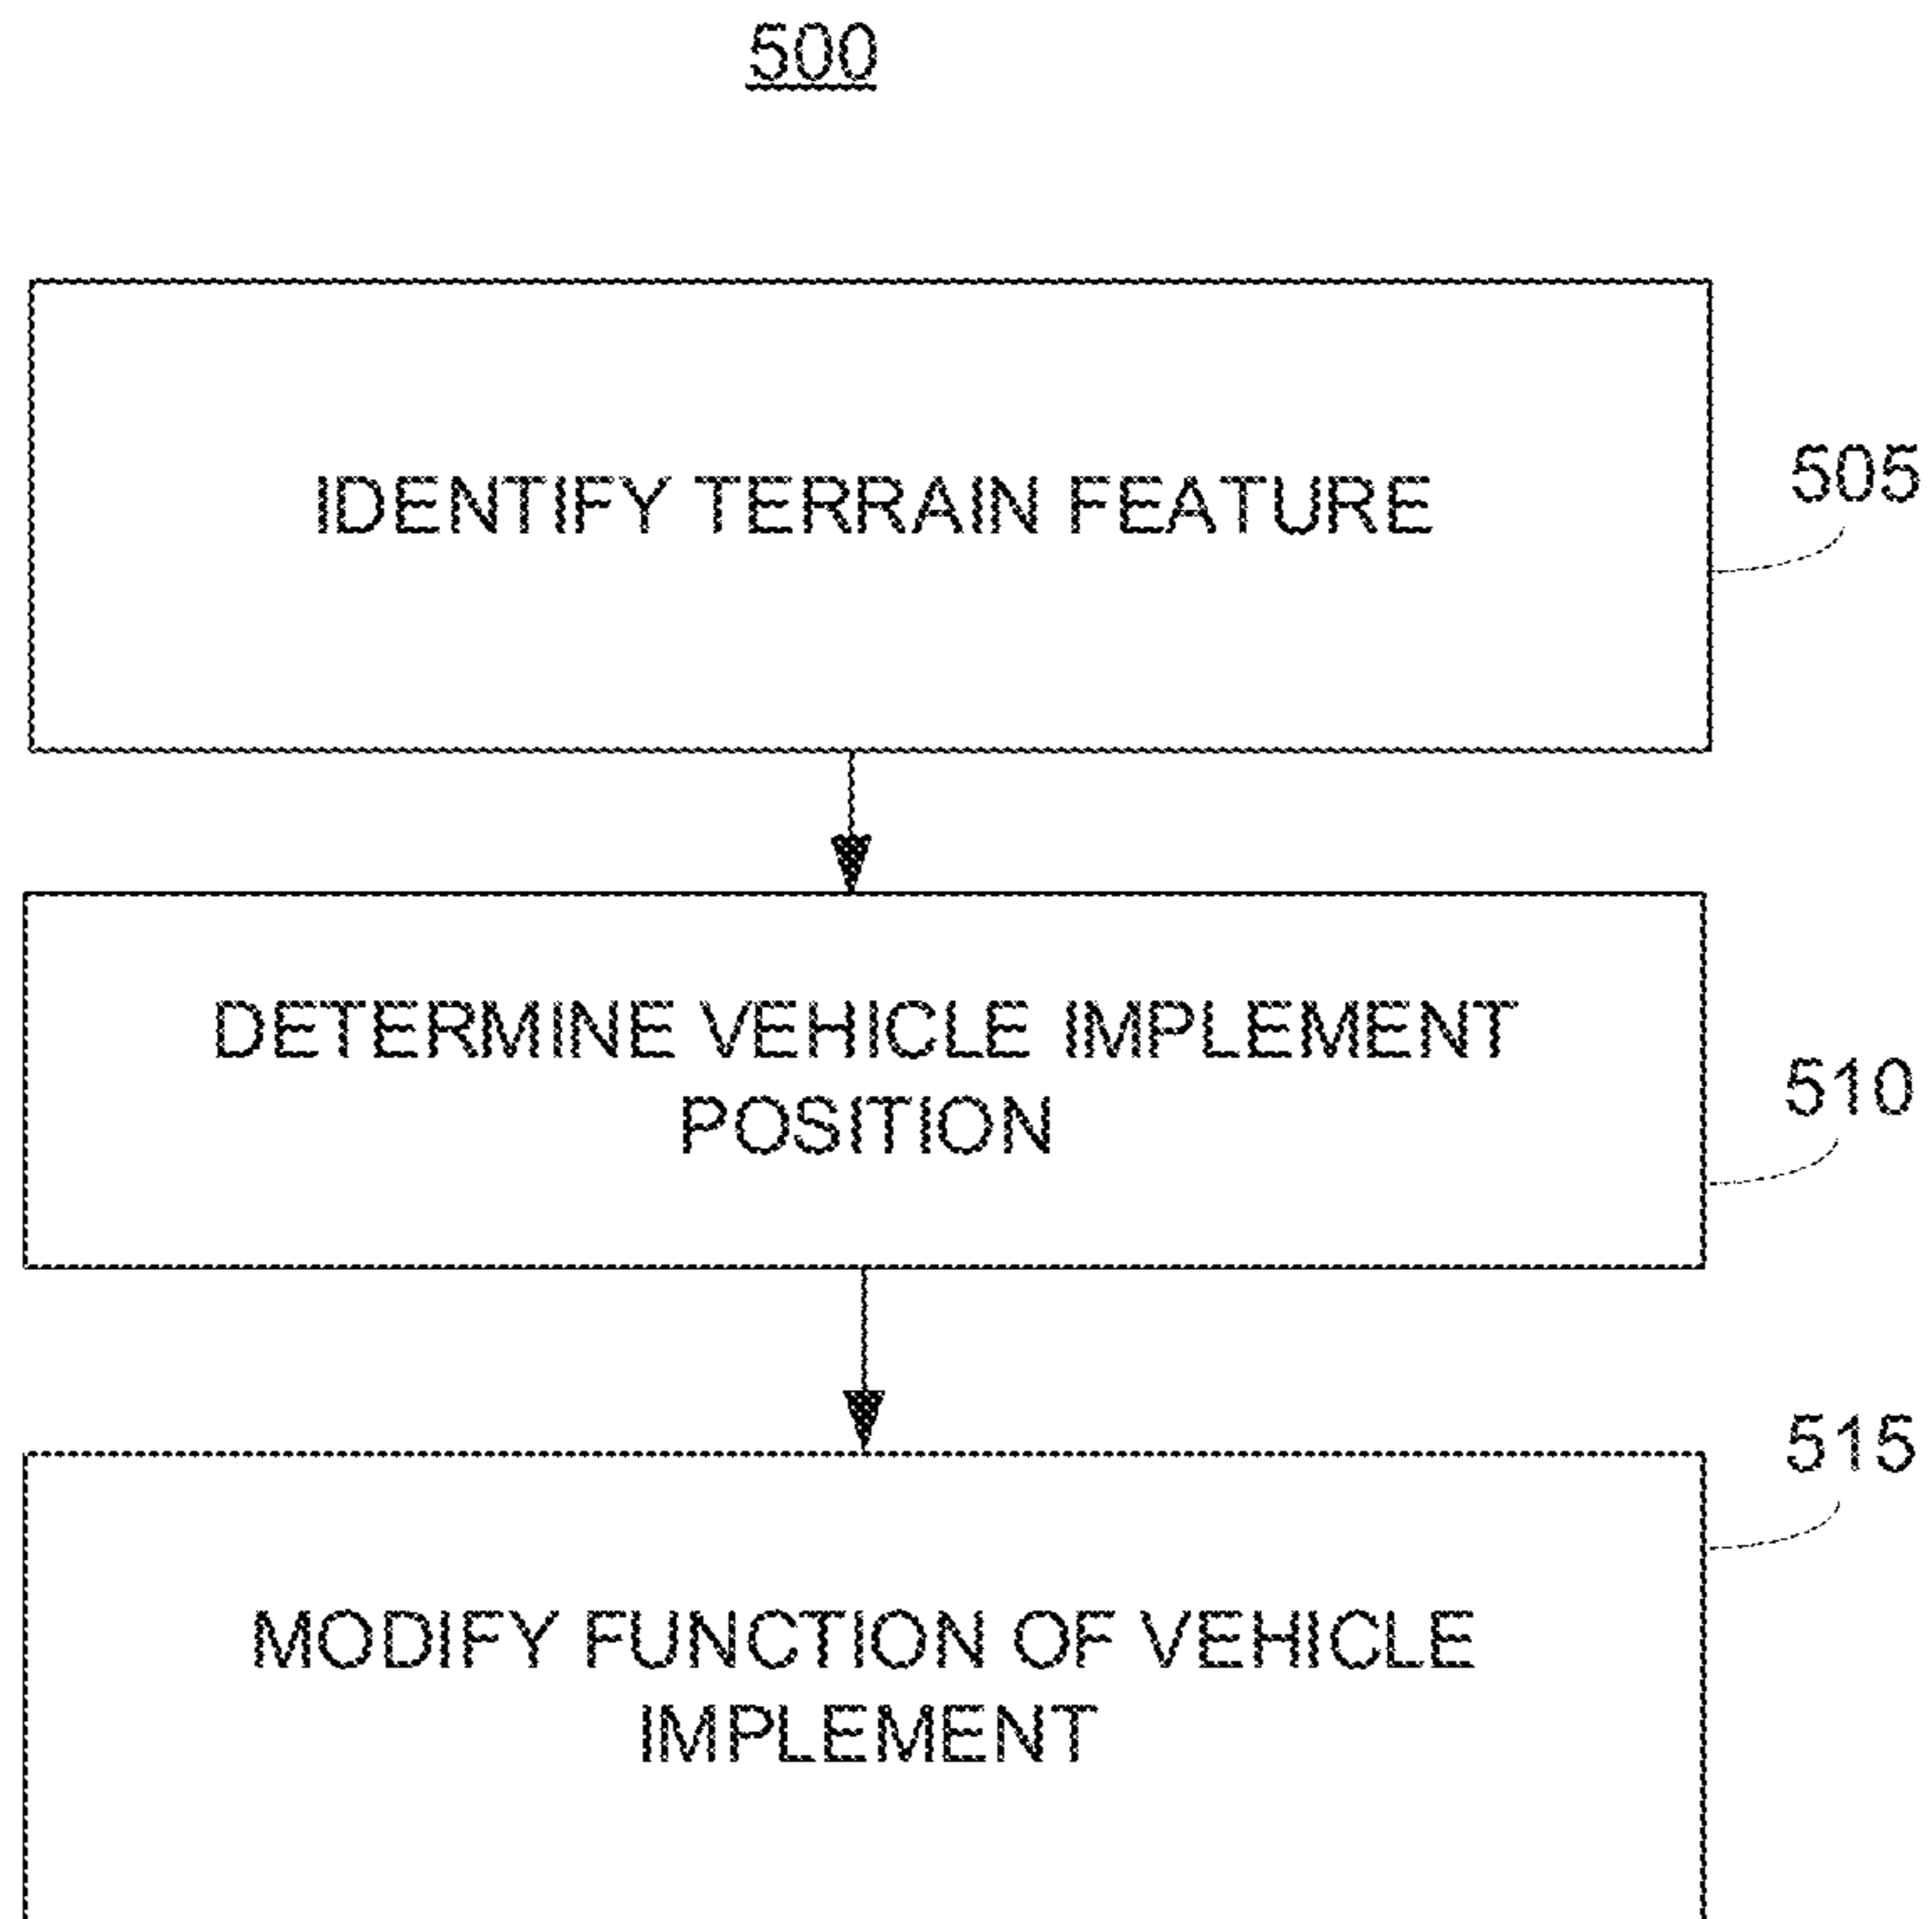 500
IDENTIFY TERRAIN FEATURE
505
DETERMINE VEHICLE IMPLEMENT
POSITION
510
515
MODIFY FUNCTION OF VEHICLE
IMPLEMENT